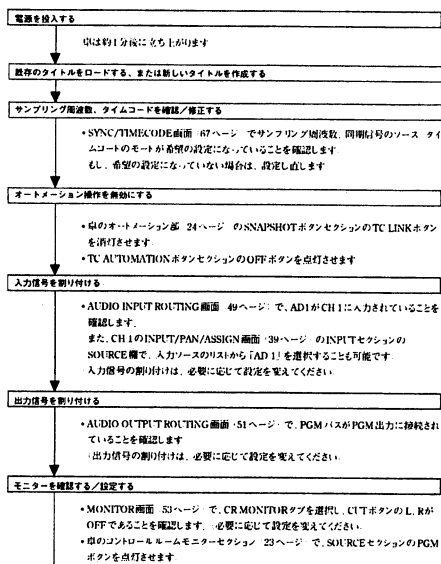 電源を投入する
卓は約1分後に立ち上がります
既存のタイトルをロードする、または新しいタイトルを作成する
サンプリング周波数、タイムコードを確認／修正する
• SYNC/TIMECODE画面 67ページ でサンプリング周波数、同期信号のソース タイ
ムコードのモードが希望の設定になっていることを確認します
もし、希望の設定になっていない場合は、設定し直します
オートメーション操作を無効にする
• 卓のオートメーション部 24ページ のSNAPSHOTボタンセクションのTC LINKボタン
を消灯させます
• TC AUTOMATIONボタンセクションのOFFボタンを点灯させます
入力信号を割り付ける
• AUDIO INPUT ROUTING画面 49ページ で、AD1がCH 1に入力されていることを
確認します.
また、CH 1のINPUT/PAN/ASSIGN画面 39ページ のINPUTセクションの
SOURCE欄で、入力ソースのリストから「AD 1」を選択することも可能です
入力信号の割り付けは、必要に応じて設定を変えてください
出力信号を割り付ける
• AUDIO OUTPUT ROUTING画面 51ページ で、PGMバスがPGM出力に接続され
ていることを確認します
出力信号の割り付けは、必要に応じて設定を変えてください
モニターを確認する／設定する
• MONITOR画面 53ページ で、CR MONITORタブを選択し、CUTボタンのL、Rが
OFFであることを確認します. 必要に応じて設定を変えてください.
• 卓のコントロールルームモニターセクション 23ページ で、SOURCEセクションのPGM
ボタンを点灯させます.